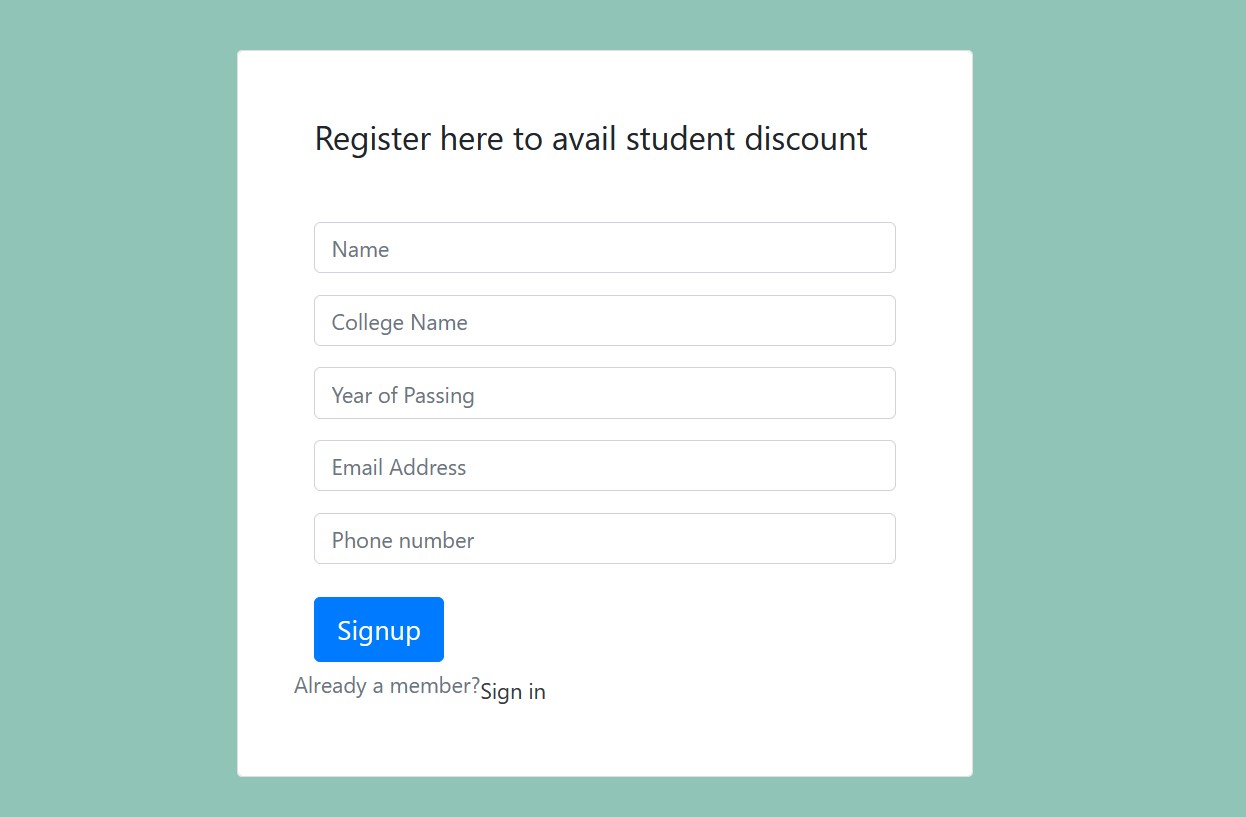 Register here to avail student discount
Name
College Name
Year of Passing
Email Address
Phone number
Signup
Already a member?Sign in